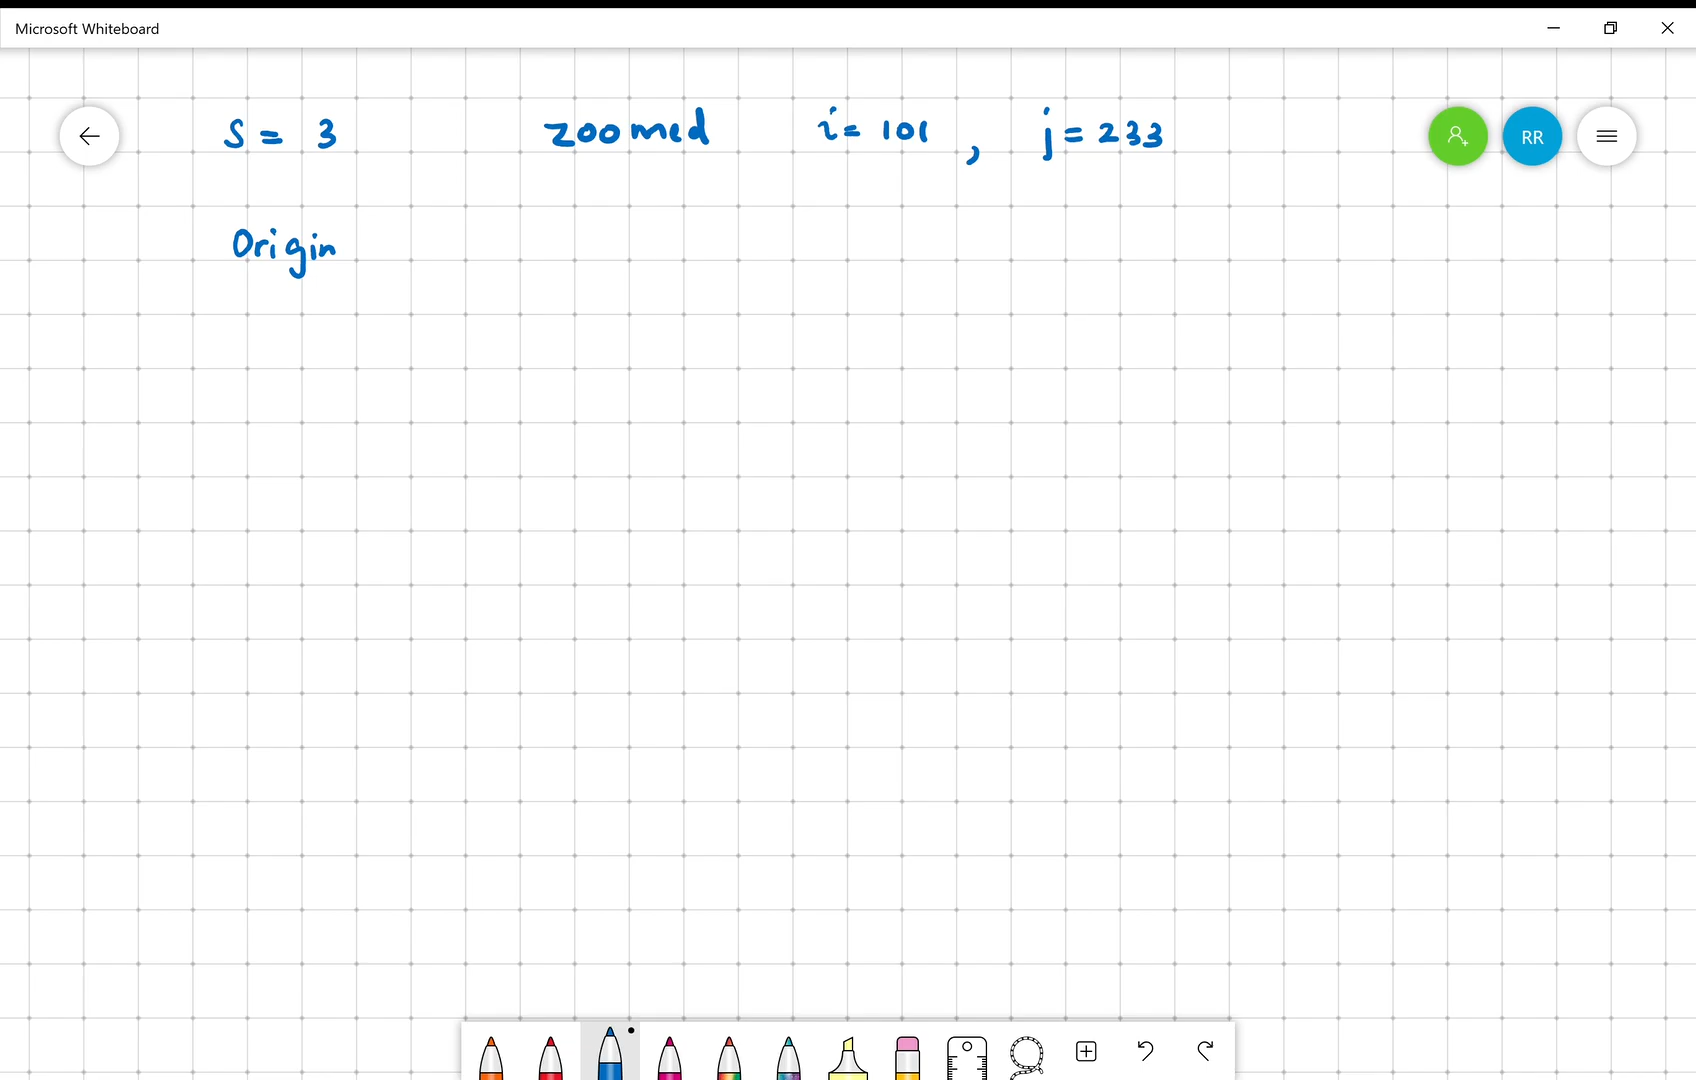 Microsoft Whiteboard
S = 3 zoomed i = 101 , j = 233
RR
Origin